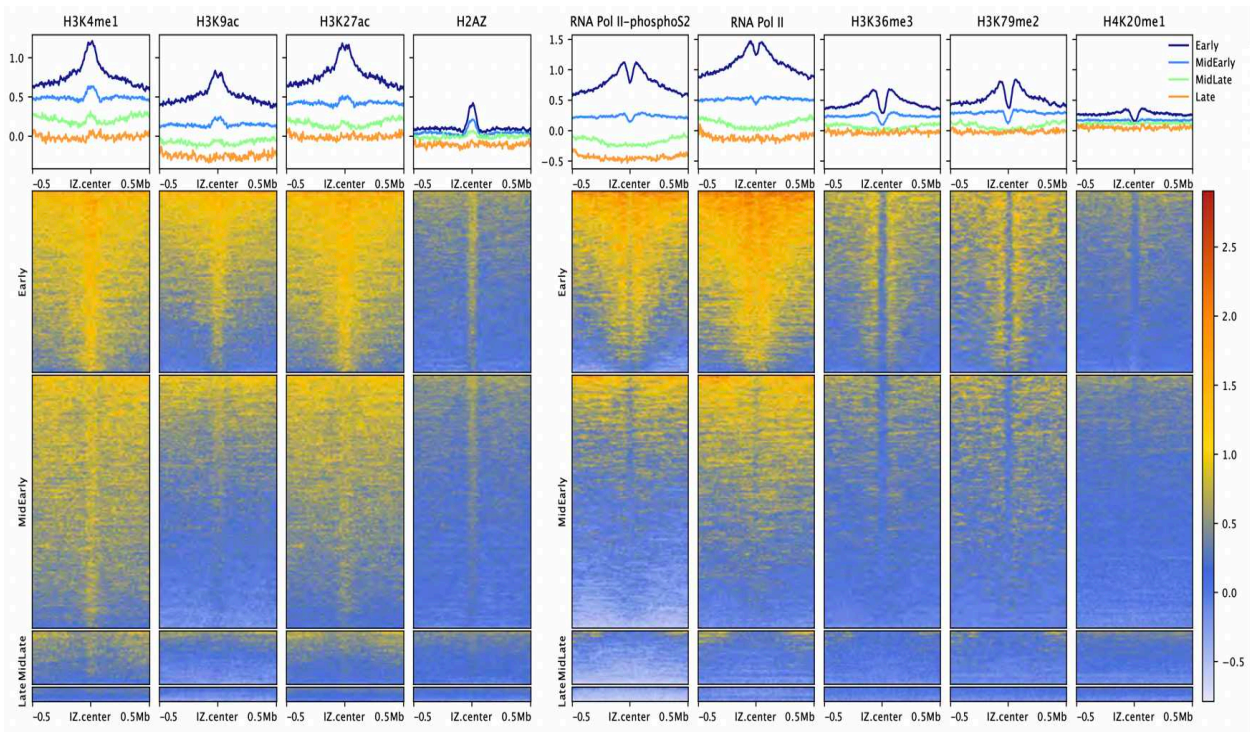 H3K4me1 H3K9ac H3K27ac H2AZ RNA Pol II-phosphoS2 RNA Pol II H3K36me3 H3K79me2 H4K20me1
1.0
0.5
0.0
1.5
1.0
0.5
0.0
−0.5
Early
MidEarly
MidLate
Late
-0.5 IZ.center 0.5Mb -0.5 IZ.center 0.5Mb -0.5 IZ.center 0.5Mb -0.5 IZ.center 0.5Mb -0.5 IZ.center 0.5Mb -0.5 IZ.center 0.5Mb -0.5 IZ.center 0.5Mb -0.5 IZ.center 0.5Mb -0.5 IZ.center 0.5Mb
Early
MidEarly
MidLate
Late
Early
MidEarly
MidLate
Late
2.5
2.0
1.5
1.0
0.5
0.0
−0.5
-0.5 IZ.center 0.5Mb -0.5 IZ.center 0.5Mb -0.5 IZ.center 0.5Mb -0.5 IZ.center 0.5Mb -0.5 IZ.center 0.5Mb -0.5 IZ.center 0.5Mb -0.5 IZ.center 0.5Mb -0.5 IZ.center 0.5Mb -0.5 IZ.center 0.5Mb